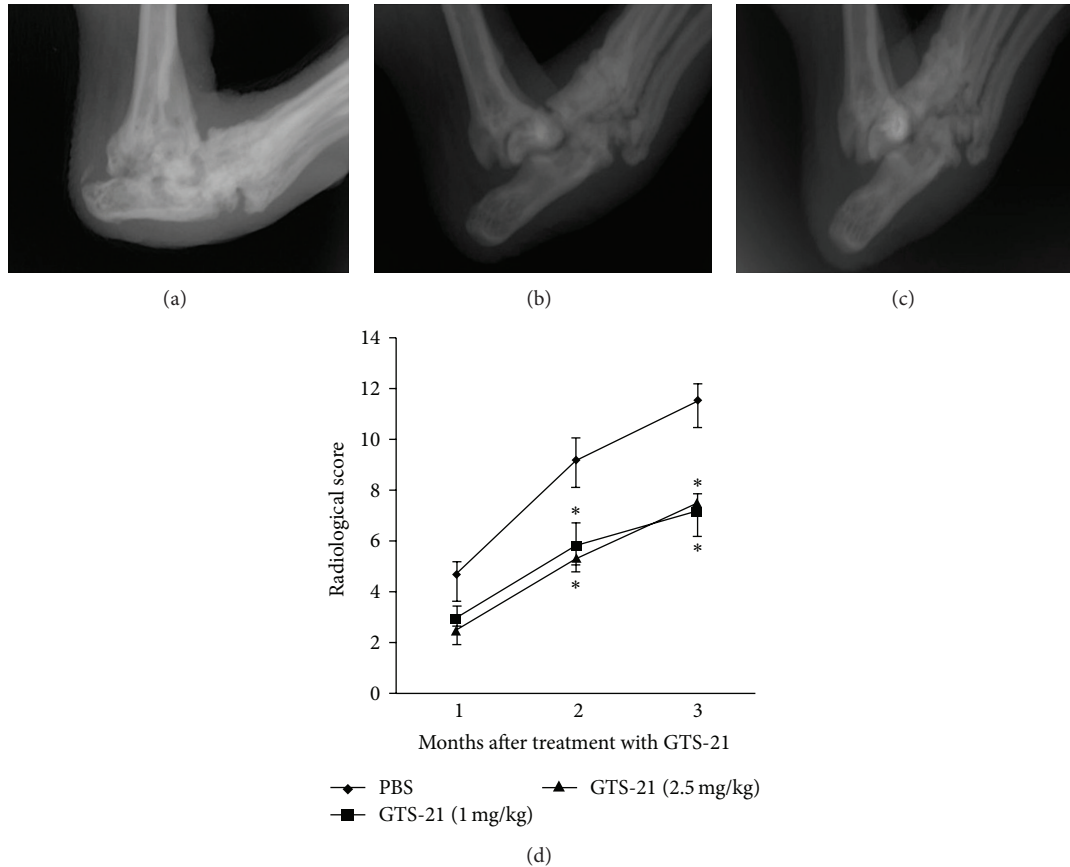 (a)
(b)
(c)
14
12
10
8
6
4
2
0
Radiological score
*
*
*
*
1
2
3
Months after treatment with GTS-21
PBS
GTS-21 (2.5 mg/kg)
GTS-21 (1 mg/kg)
(d)